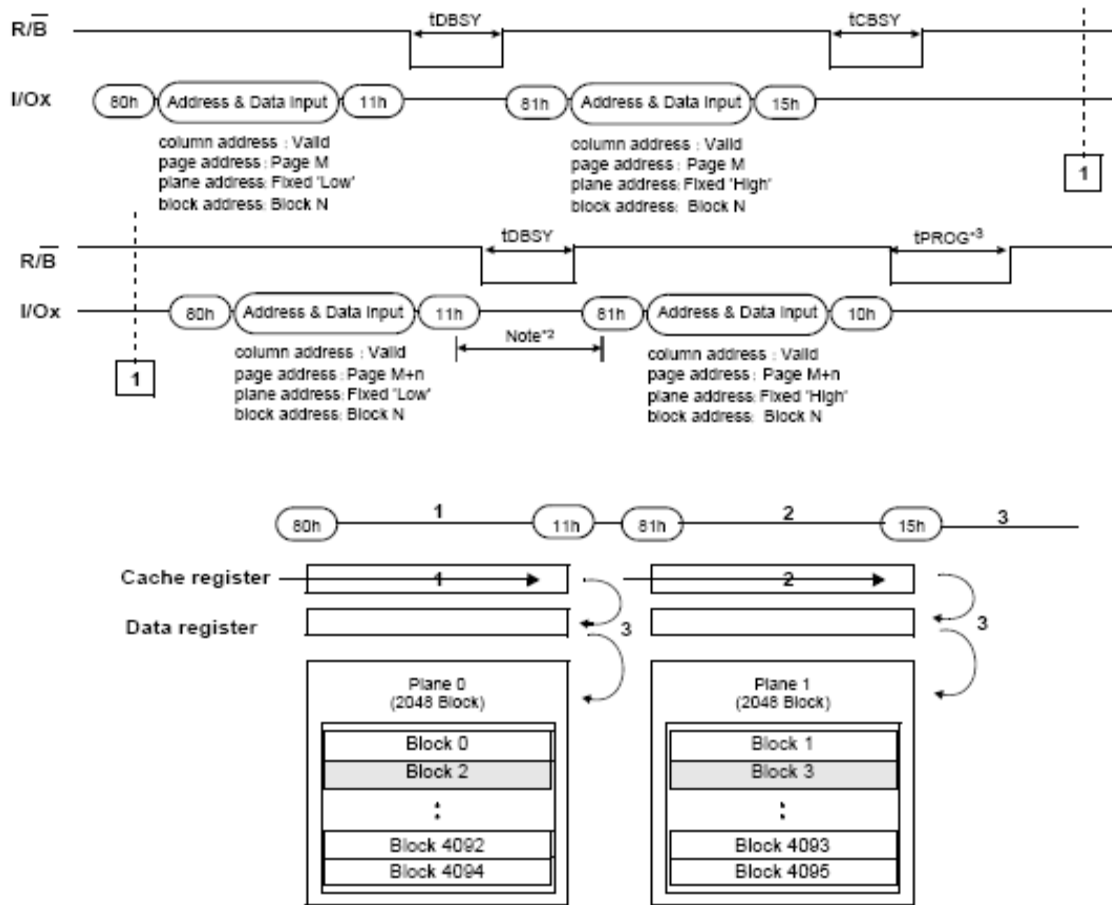 tDBSY tCBSY
R/B
I/Ox 80h Address & Data Input 11h 81h Address & Data Input 15h
column address : Valid column address : Valid
page address : Page M page address : Page M
plane address: Fixed 'Low' plane address: Fixed 'High'
block address: Block N block address: Block N
1
tDBSY tPROG*3
R/B
I/Ox 80h Address & Data Input 11h 81h Address & Data Input 10h
Note*2
column address : Valid column address : Valid
page address : Page M+n page address : Page M+n
plane address: Fixed 'Low' plane address: Fixed 'High'
block address: Block N block address: Block N
1
80h 1 11h 81h 2 15h 3
Cache register 1 2
Data register 3 3
Plane 0 Plane 1
(2048 Block) (2048 Block)
Block 0 Block 1
Block 2 Block 3
: :
Block 4092 Block 4093
Block 4094 Block 4095